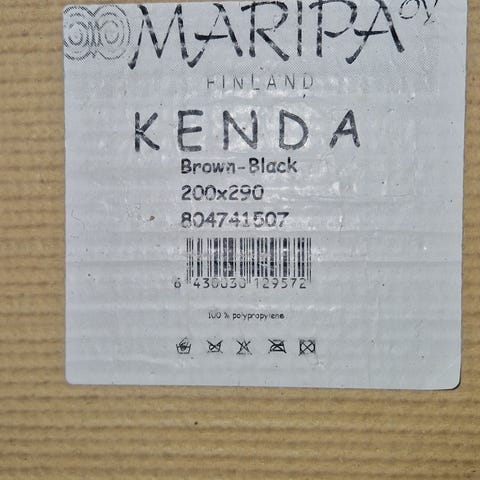 MARIPA oy
FINLAND
KENDA
Brown-Black
200x290
804741507
6 430030 129572
100 % polypropylene